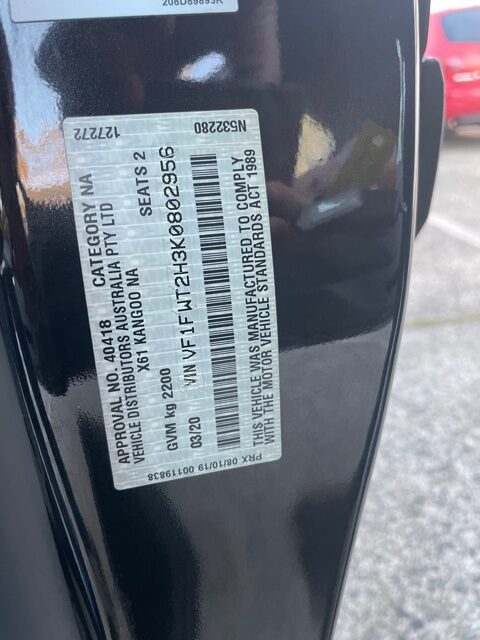 208D89893R
127272
N532280
APPROVAL NO. 40418 CATEGORY NA
VEHICLE DISTRIBUTORS AUSTRALIA PTY LTD
X61 KANGOO NA
GVM kg 2200 SEATS 2
VIN VF1FWT2H3K0802956
03/20
THIS VEHICLE WAS MANUFACTURED TO COMPLY
WITH THE MOTOR VEHICLE STANDARDS ACT 1989
PRX 08/10/19 00119838